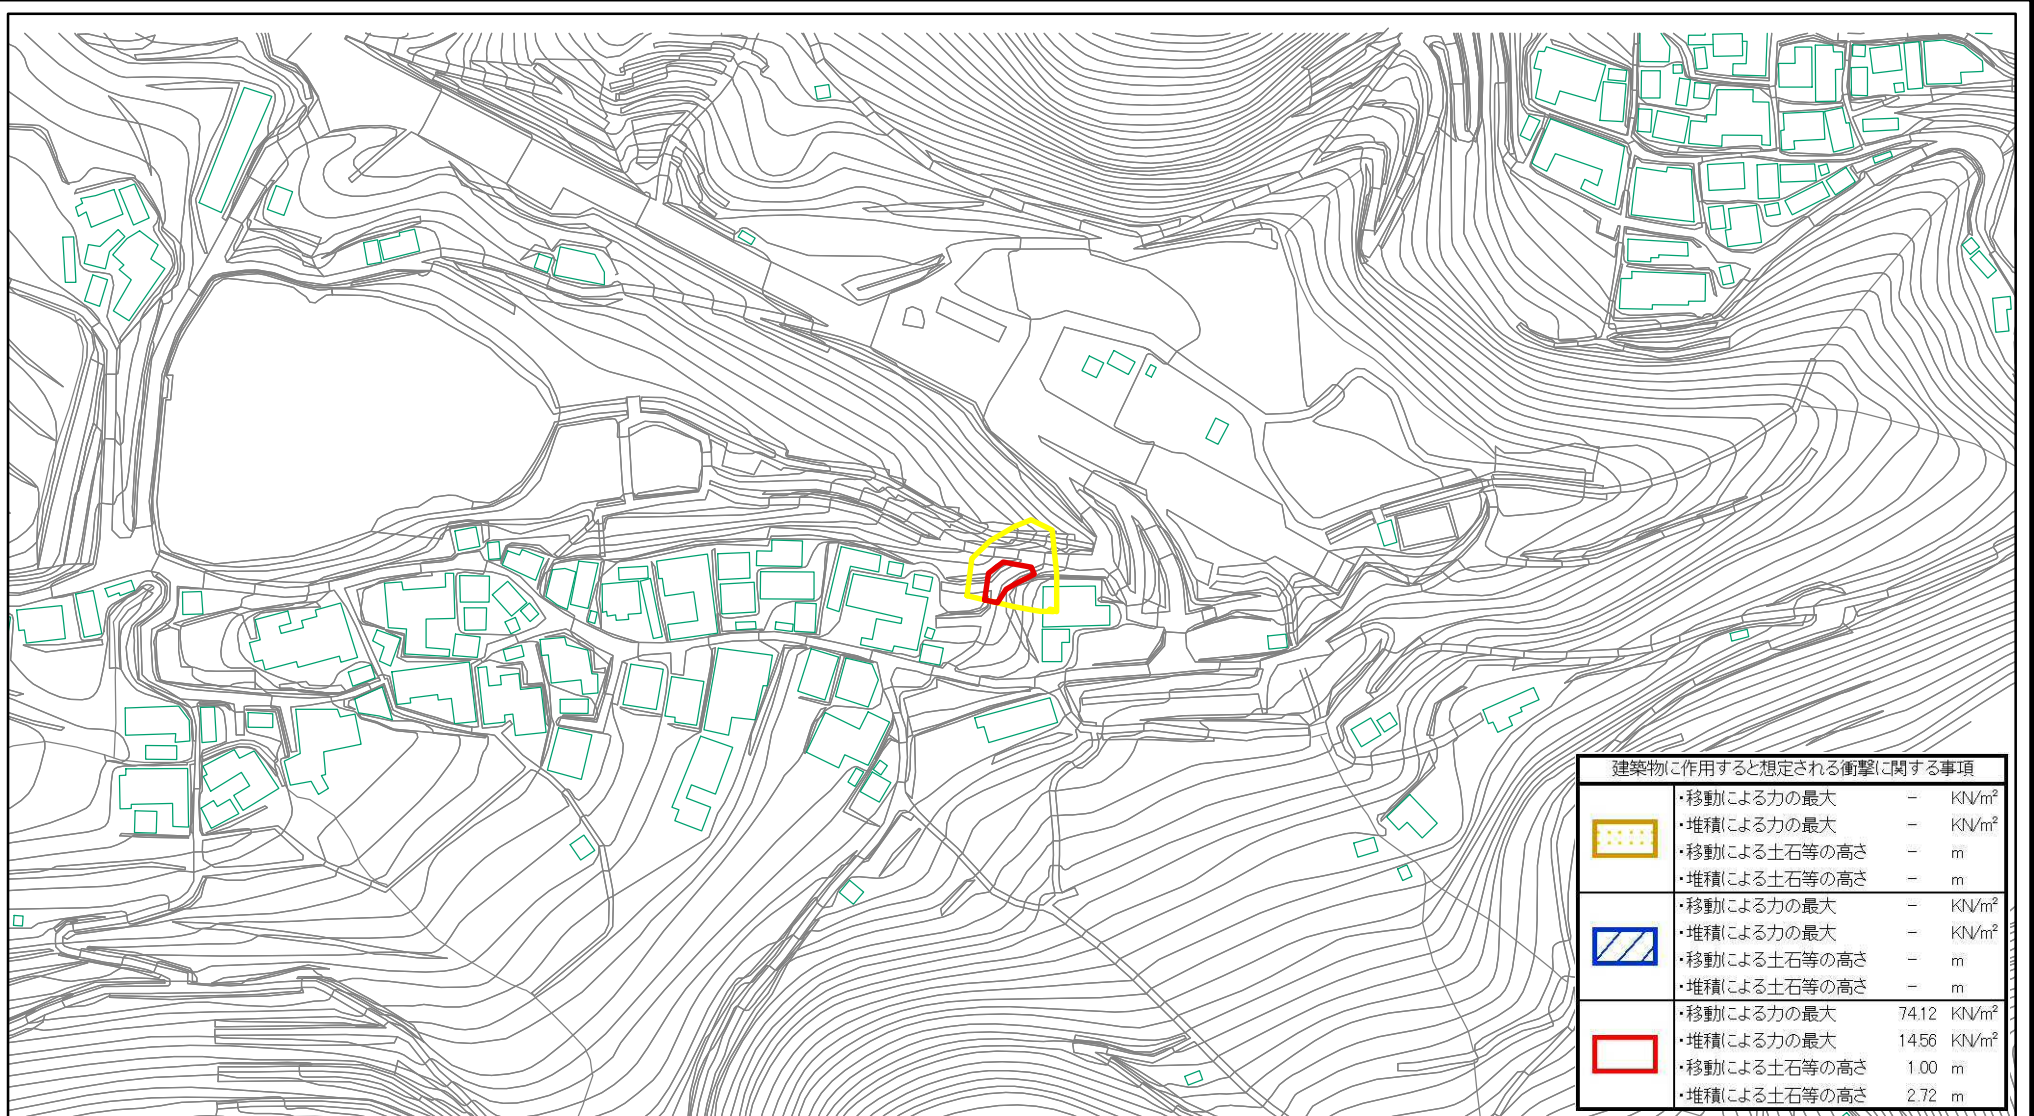 建築物に作用すると想定される衝撃に関する事項
・移動による力の最大 － KN/m²
・堆積による力の最大 － KN/m²
・移動による土石等の高さ － m
・堆積による土石等の高さ － m
・移動による力の最大 － KN/m²
・堆積による力の最大 － KN/m²
・移動による土石等の高さ － m
・堆積による土石等の高さ － m
・移動による力の最大 74.12 KN/m²
・堆積による力の最大 14.56 KN/m²
・移動による土石等の高さ 1.00 m
・堆積による土石等の高さ 2.72 m